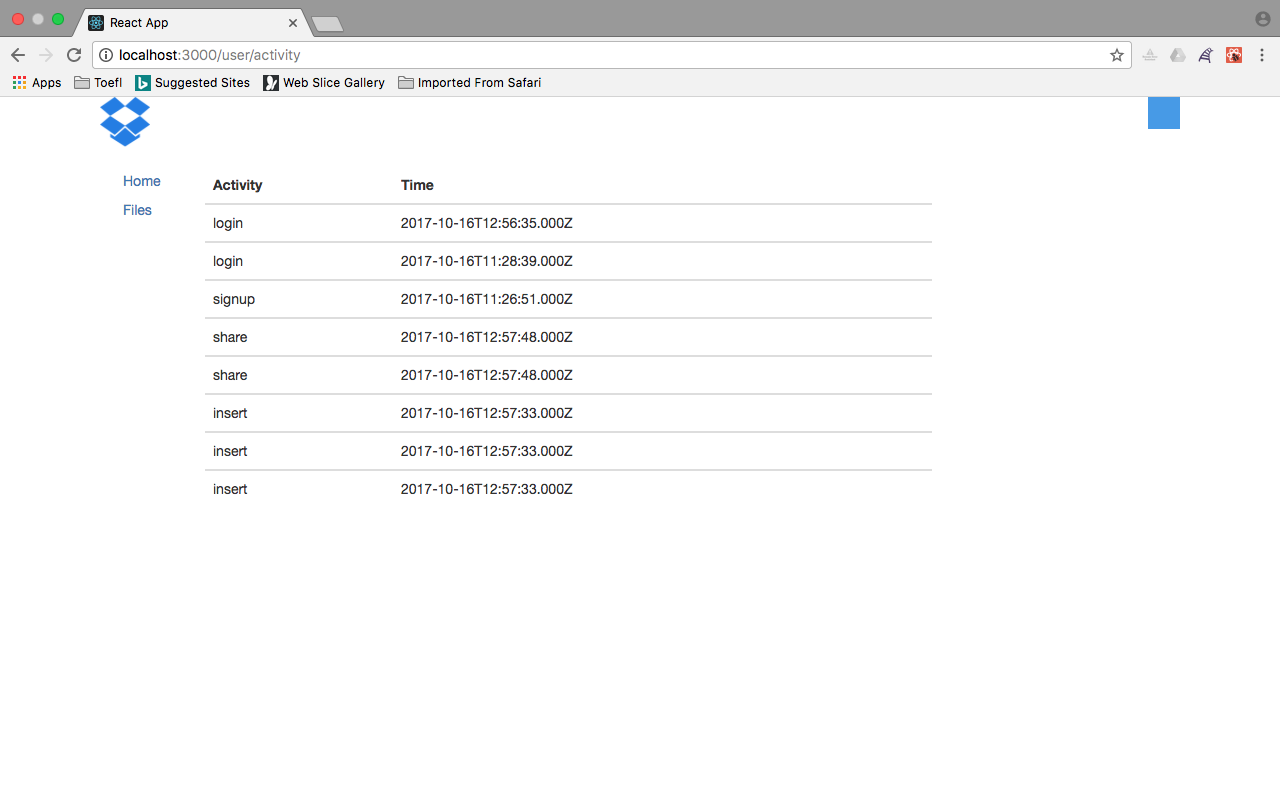 React App
localhost:3000/user/activity
Apps Toefl Suggested Sites Web Slice Gallery Imported From Safari
Home
Files
Activity Time
login 2017-10-16T12:56:35.000Z
login 2017-10-16T11:28:39.000Z
signup 2017-10-16T11:26:51.000Z
share 2017-10-16T12:57:48.000Z
share 2017-10-16T12:57:48.000Z
insert 2017-10-16T12:57:33.000Z
insert 2017-10-16T12:57:33.000Z
insert 2017-10-16T12:57:33.000Z